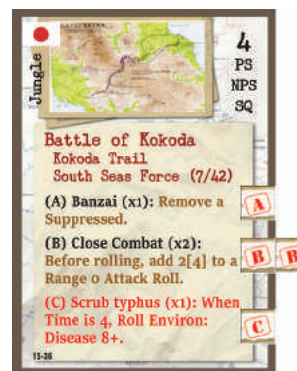 Jungle
4
PS
NPS
SQ
Battle of Kokoda
Kokoda Trail
South Seas Force (7/42)
(A) Banzai (x1): Remove a
Suppressed.
A
(B) Close Combat (x2):
Before rolling, add 2[4] to a
Range 0 Attack Roll.
B B
(C) Scrub typhus (x1): When
Time is 4, Roll Environ:
Disease 8+.
C